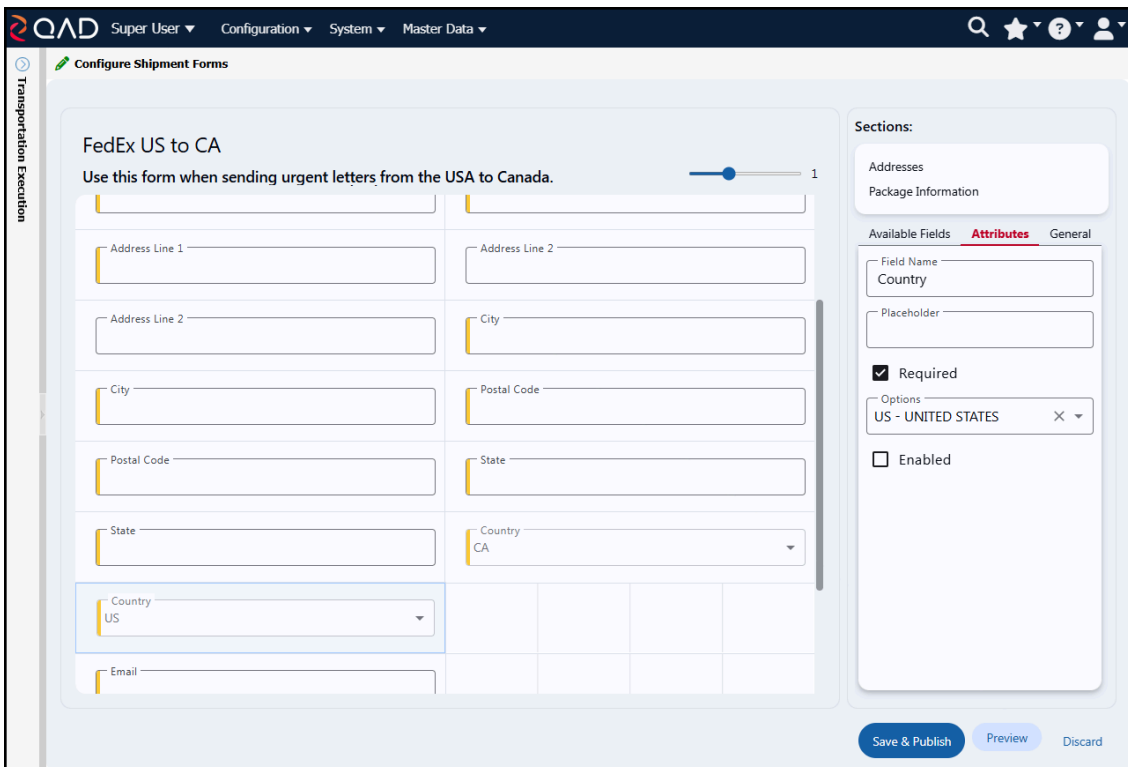 QAD Super User Configuration System Master Data
Transportation Execution
Configure Shipment Forms
FedEx US to CA
Use this form when sending urgent letters from the USA to Canada.
1
Address Line 1 Address Line 2
Address Line 2 City
City Postal Code
Postal Code State
State Country
CA
Country
US
Email
Sections:
Addresses
Package Information
Available Fields Attributes General
Field Name
Country
Placeholder
Required
Options
US - UNITED STATES
Enabled
Save & Publish Preview Discard